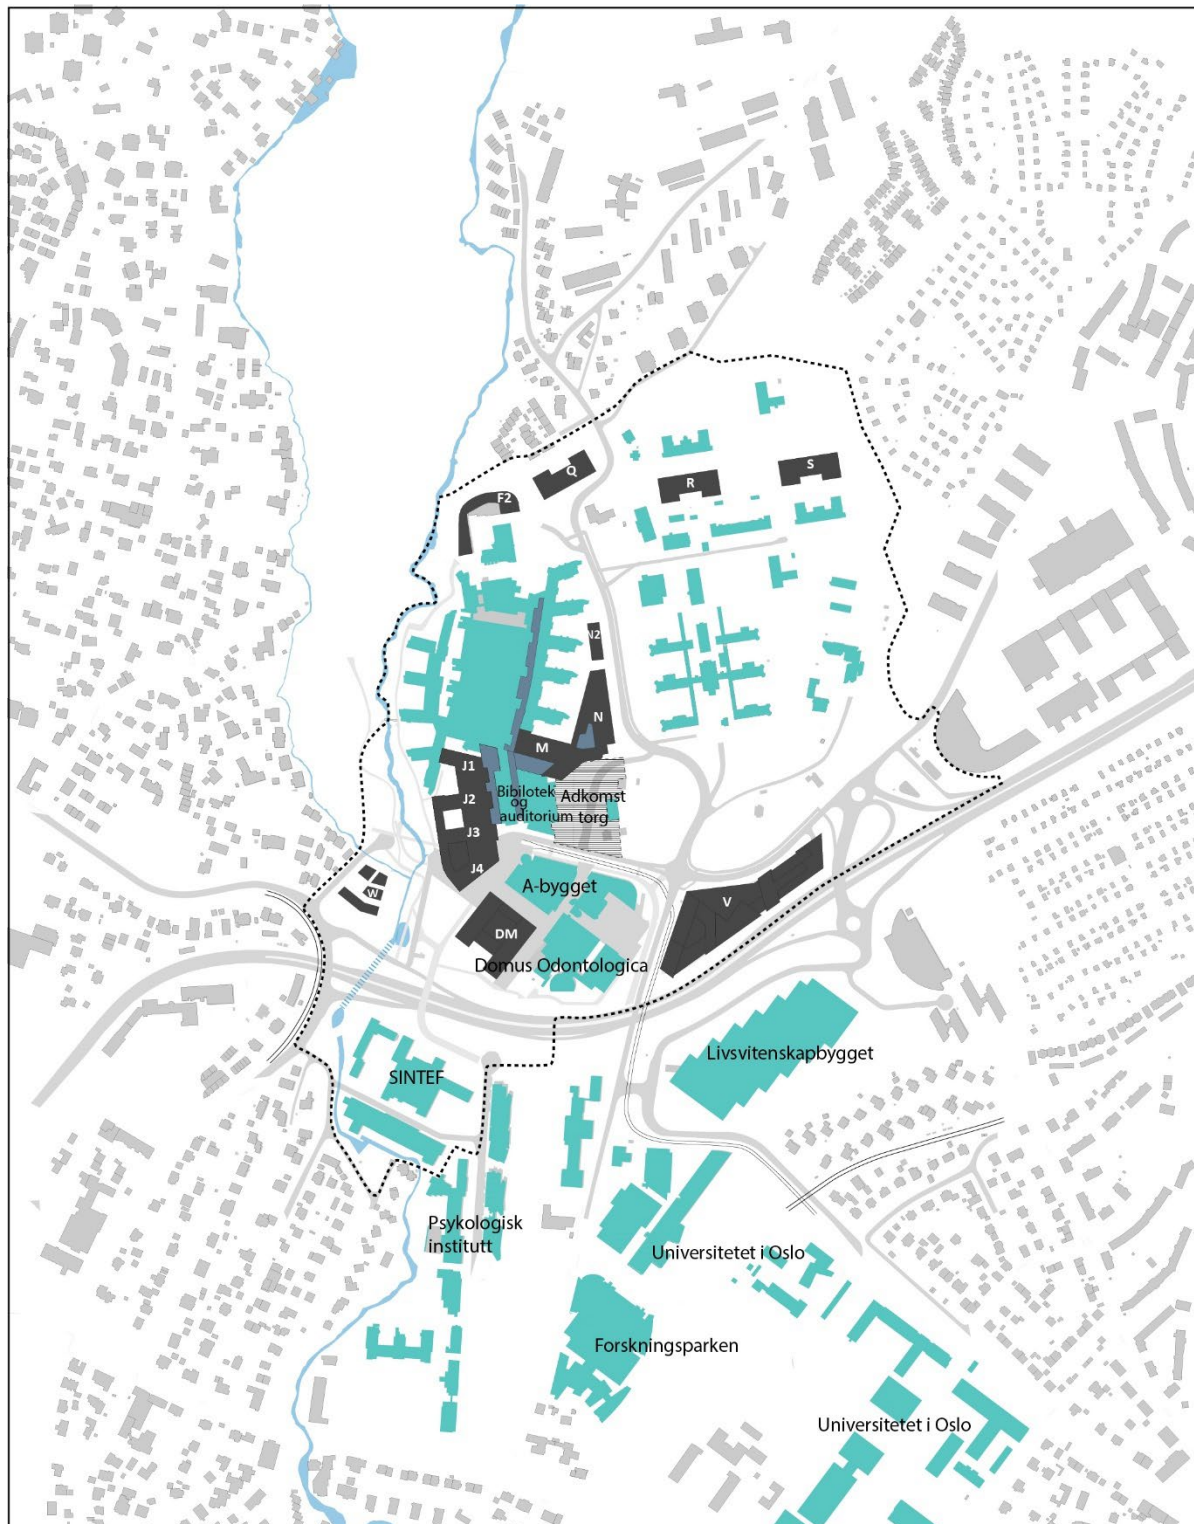 Q
S
R
F2
N2
N
M
J1
J2
Bibilotek
og
auditorium
Adkomst
torg
J3
J4
A-bygget
W
V
DM
Domus Odontologica
Livsvitenskapbygget
SINTEF
Psykologisk
institutt
Universitetet i Oslo
Forskningsparken
Universitetet i Oslo